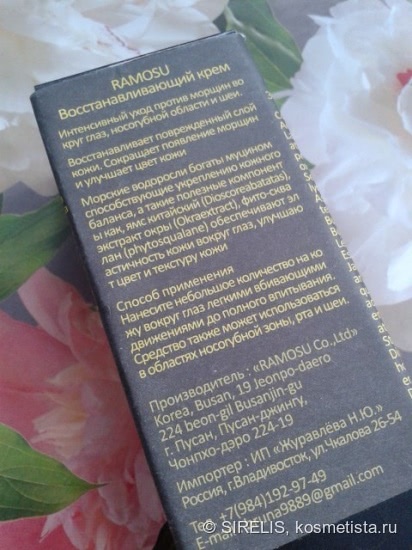 RAMOSU
Восстанавливающий крем
Интенсивный уход против морщин во
круг глаз, носогубной области и шеи.
Восстанавливает поврежденный слой
кожи. Сокращает появление морщин
и улучшает цвет кожи
Морские водоросли богаты муцином
способствующие укреплению кожного
баланса, а также полезные компонент
ы как, ямс китайский (Dioscoreabatatas),
экстракт окры (Okraextract), фито-сква
лан (phytosqualane) обеспечивают эл
астичность кожи вокруг глаз, улучшаю
т цвет и текстуру кожи
Способ применения
Нанесите небольшое количество на ко
жу вокруг глаз легкими вбивающими
движениями до полного впитывания.
Средство также может использоваться
в областях носогубной зоны, рта и шеи.
Производитель : «RAMOSU Co.,Ltd»
Korea, Busan, 19 Jeonpo-daero
224 beon-gil Busanjin-gu
г. Пусан, Пусан-джингу,
Чонпхо-дэро 224-19
Импортер : ИП «Журавлёва Н.Ю.»
Россия, г.Владивосток, ул. Чкалова 26-54
Тел. +7(984)192-97-49
E-mail 9889@gmail.com
© SIRELIS, kosmetista.ru